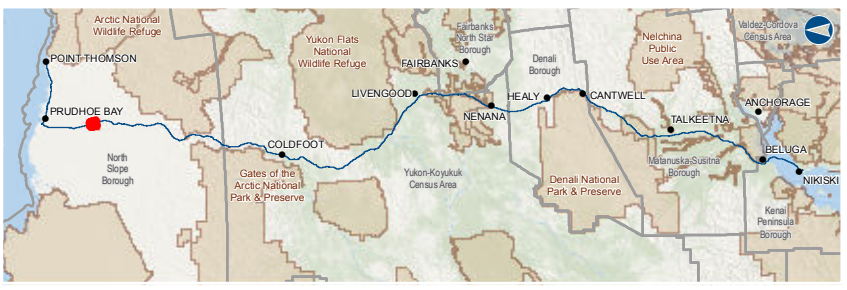 Arctic National
Wildlife Refuge
POINT THOMSON
PRUDHOE BAY
North
Slope
Borough
COLDFOOT
Gates of the
Arctic National
Park & Preserve
Yukon Flats
National
Wildlife Refuge
LIVENGOOD
FAIRBANKS
Fairbanks
North Star
Borough
NENANA
Yukon-Koyukuk
Census Area
Denali
Borough
HEALY
CANTWELL
Denali National
Park & Preserve
Nelchina
Public
Use Area
TALKEETNA
Matanuska-Susitna
Borough
Valdez-Cordova
Census Area
ANCHORAGE
BELUGA
NIKISKI
Kenai
Peninsula
Borough